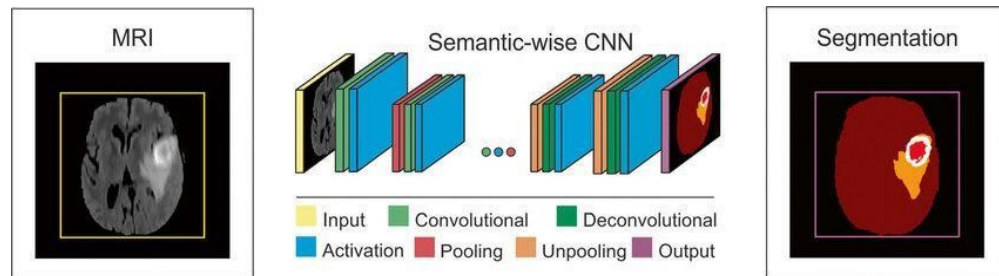 MRI
Semantic-wise CNN
Segmentation
Input
Convolutional
Deconvolutional
Activation
Pooling
Unpooling
Output